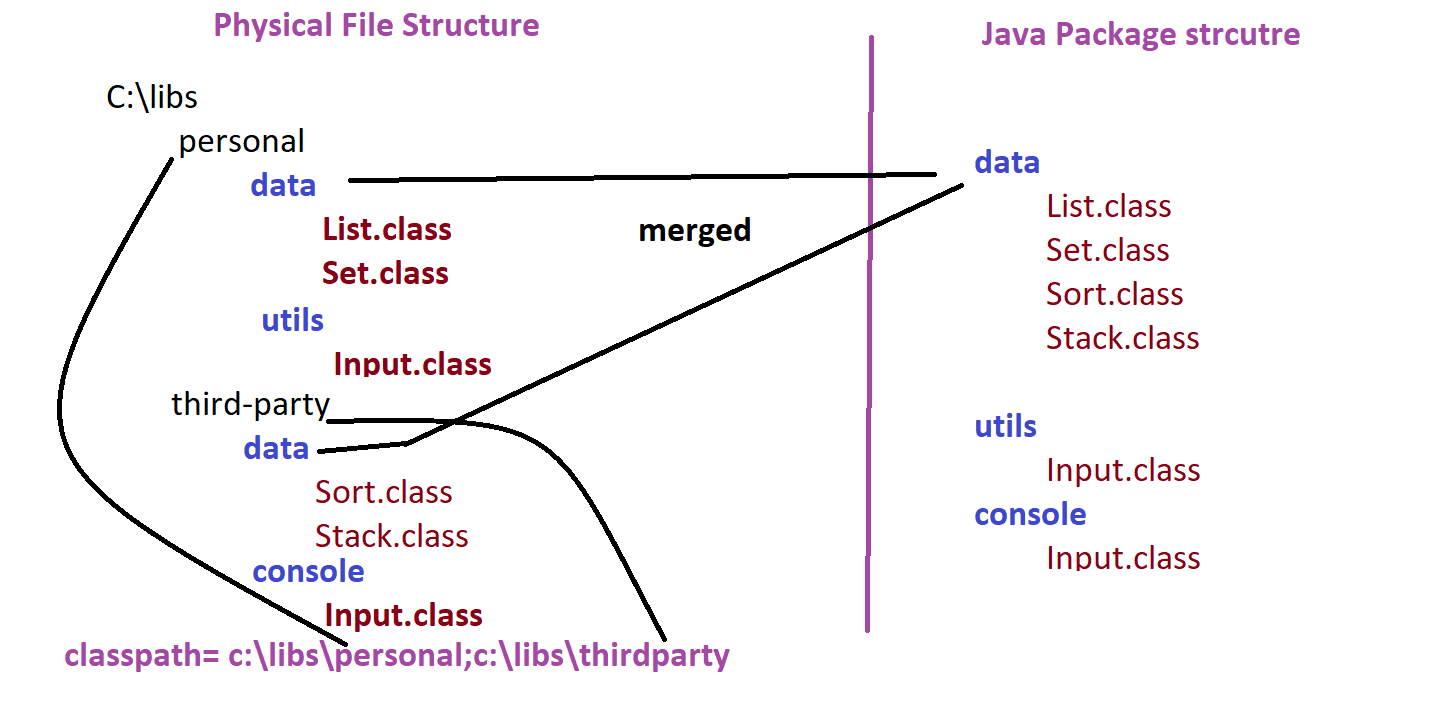 Physical File Structure
C:\libs
personal
data
List.class
Set.class
utils
Input.class
third-party
data
Sort.class
Stack.class
console
Input.class
classpath= c:\libs\personal;c:\libs\thirdparty
merged
Java Package strcutre
data
List.class
Set.class
Sort.class
Stack.class
utils
Input.class
console
Input.class